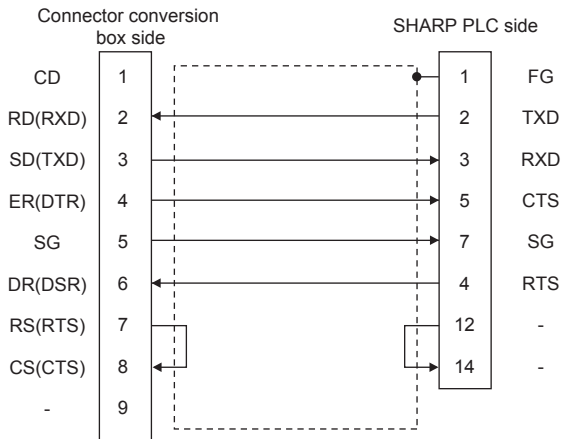 Connector conversion
box side
SHARP PLC side
CD 1 1 FG
RD(RXD) 2 2 TXD
SD(TXD) 3 3 RXD
ER(DTR) 4 5 CTS
SG 5 7 SG
DR(DSR) 6 4 RTS
RS(RTS) 7 12 -
CS(CTS) 8 14 -
- 9